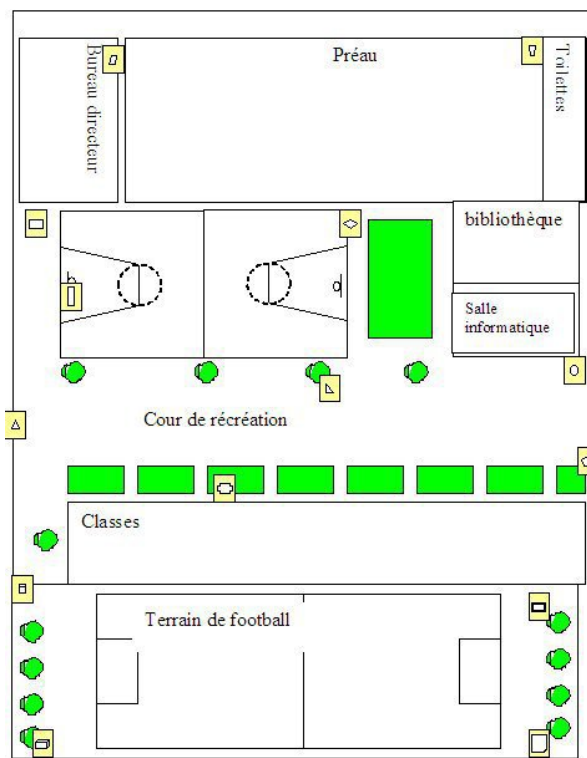 Bureau directeur
Préau
Toilettes
bibliothèque
Salle
informatique
Cour de récréation
Classes
Terrain de football